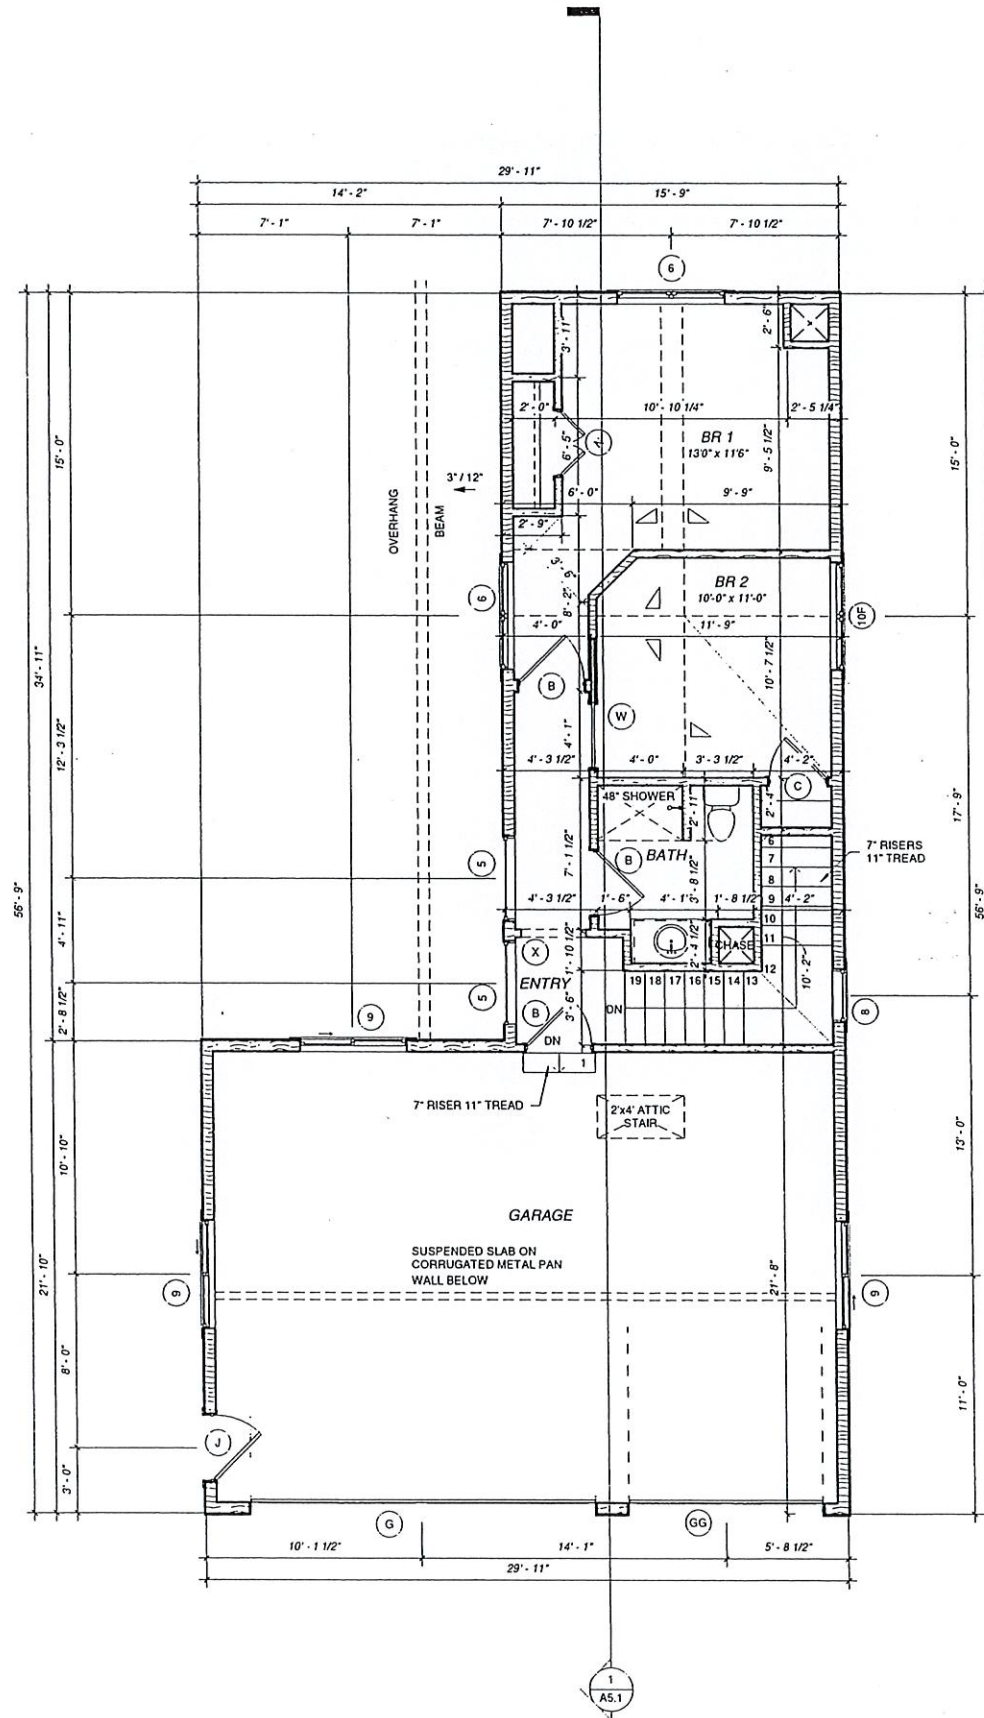 29' - 11"
14' - 2"
15' - 9"
7' - 1"
7' - 1"
7' - 10 1/2"
7' - 10 1/2"
6
3' - 11"
2' - 6"
2' - 0"
10' - 10 1/4"
2' - 5 1/4"
6' - 5"
BR 1
13'0" x 11'6"
9' - 5 1/2"
15' - 0"
15' - 0"
3" / 12"
6' - 0"
9' - 9"
OVERHANG
BEAM
2' - 9"
8' - 2"
BR 2
10'-0" x 11'-0"
6
10F
4' - 0"
11' - 9"
34' - 11"
10' - 7 1/2"
B
W
4' - 1"
12' - 3 1/2"
4' - 3 1/2"
4' - 0"
3' - 3 1/2"
4' - 2"
C
48" SHOWER
2' - 11"
2' - 4"
17' - 9"
7" RISERS
11" TREAD
6
7
8
9
10
11
12
BATH
B
5
7' - 1 1/2"
3' - 8 1/2"
56' - 9"
56' - 9"
4' - 3 1/2"
1' - 6"
4' - 1"
1' - 8 1/2"
4' - 2"
4' - 11"
X
1' - 10 1/2"
2' - 4 1/2"
CHASE
10' - 2"
ENTRY
19 18 17 16 15 14 13
5
B
3' - 6"
DN
8
2' - 8 1/2"
9
DN
1
7" RISER 11" TREAD
2'x4' ATTIC
STAIR
10' - 10"
13' - 0"
GARAGE
SUSPENDED SLAB ON
CORRUGATED METAL PAN
WALL BELOW
21' - 10"
21' - 8"
9
9
8' - 0"
11' - 0"
J
3' - 0"
G
GG
10' - 1 1/2"
14' - 1"
5' - 8 1/2"
29' - 11"
1
A5.1